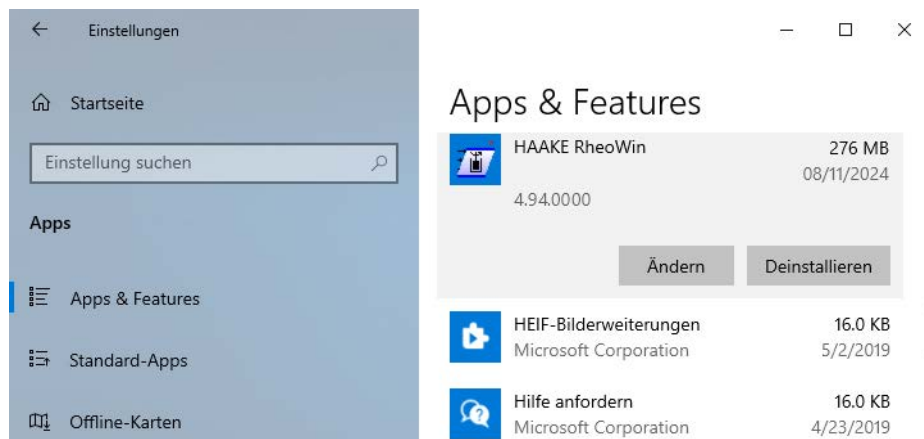 Einstellungen
Startseite
Einstellung suchen
Apps
Apps & Features
Standard-Apps
Offline-Karten
Apps & Features
HAAKE RheoWin 276 MB
08/11/2024
4.94.0000
Ändern Deinstallieren
HEIF-Bilderweiterungen 16.0 KB
Microsoft Corporation 5/2/2019
Hilfe anfordern 16.0 KB
Microsoft Corporation 4/23/2019